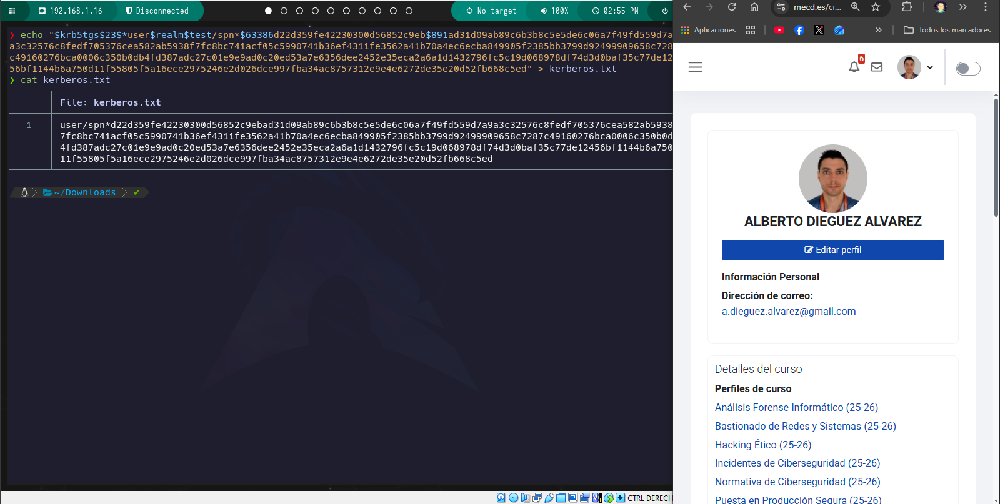 192.168.1.16
Disconnected
No target
100%
02:55 PM
❯ echo "$krb5tgs$23$*user$realm$test/spn*$63386d22d359fe42230300d56852c9eb$891ad31d09ab89c6b3b8c5e5de6c06a7f49fd559d7a
a3c32576c8fedf705376cea582ab5938f7fc8bc741acf05c5990741b36ef4311fe3562a41b70a4ec6ecba849905f2385bb3799d92499909658c728
c49160276bca0006c350b0db4fd387adc27c01e9e9ad0c20ed53a7e6356dee2452e35eca2a6a1d1432796fc5c19d068978df74d3d0baf35c77de12
56bf1144b6a750d11f55805f5a16ece2975246e2d026dce997fba34ac8757312e9e4e6272de35e20d52fb668c5ed" > kerberos.txt
❯ cat kerberos.txt
File: kerberos.txt
1 user/spn*d22d359fe42230300d56852c9ebad31d09ab89c6b3b8c5e5de6c06a7f49fd559d7a9a3c32576c8fedf705376cea582ab5938
7fc8bc741acf05c5990741b36ef4311fe3562a41b70a4ec6ecba849905f2385bb3799d92499909658c7287c49160276bca0006c350b0d
4fd387adc27c01e9e9ad0c20ed53a7e6356dee2452e35eca2a6a1d1432796fc5c19d068978df74d3d0baf35c77de12456bf1144b6a750
11f55805f5a16ece2975246e2d026dce997fba34ac8757312e9e4e6272de35e20d52fb668c5ed
~/Downloads ✔
CTRL DERECH
mecd.es/ci...
Aplicaciones
Todos los marcadores
6
ALBERTO DIEGUEZ ALVAREZ
Editar perfil
Información Personal
Dirección de correo:
a.dieguez.alvarez@gmail.com
Detalles del curso
Perfiles de curso
Análisis Forense Informático (25-26)
Bastionado de Redes y Sistemas (25-26)
Hacking Ético (25-26)
Incidentes de Ciberseguridad (25-26)
Normativa de Ciberseguridad (25-26)
Puesta en Producción Segura (25-26)